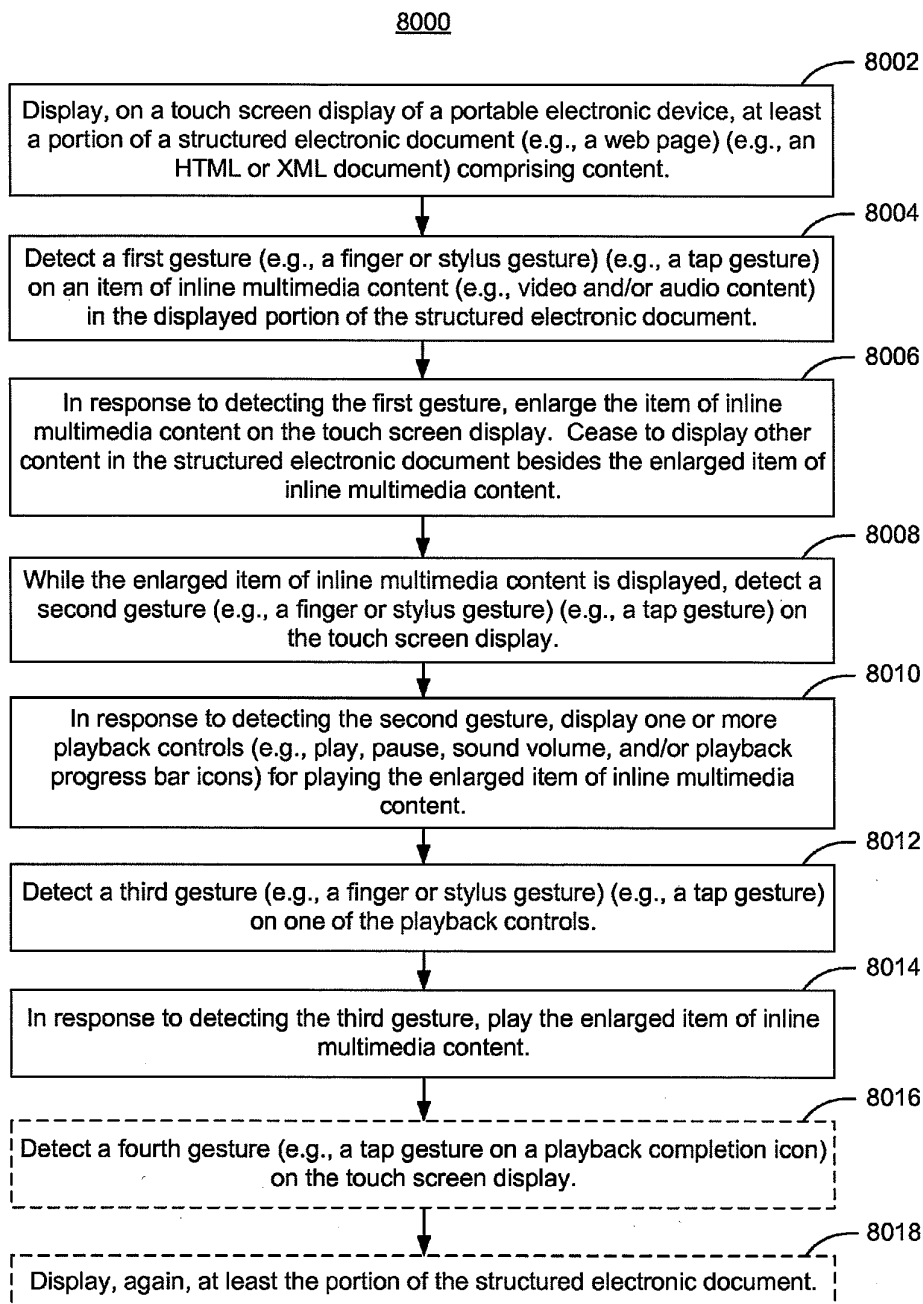 8000
8002
Display, on a touch screen display of a portable electronic device, at least
a portion of a structured electronic document (e.g., a web page) (e.g., an
HTML or XML document) comprising content.
8004
Detect a first gesture (e.g., a finger or stylus gesture) (e.g., a tap gesture)
on an item of inline multimedia content (e.g., video and/or audio content)
in the displayed portion of the structured electronic document.
8006
In response to detecting the first gesture, enlarge the item of inline
multimedia content on the touch screen display. Cease to display other
content in the structured electronic document besides the enlarged item of
inline multimedia content.
8008
While the enlarged item of inline multimedia content is displayed, detect a
second gesture (e.g., a finger or stylus gesture) (e.g., a tap gesture) on
the touch screen display.
8010
In response to detecting the second gesture, display one or more
playback controls (e.g., play, pause, sound volume, and/or playback
progress bar icons) for playing the enlarged item of inline multimedia
content.
8012
Detect a third gesture (e.g., a finger or stylus gesture) (e.g., a tap gesture)
on one of the playback controls.
8014
In response to detecting the third gesture, play the enlarged item of inline
multimedia content.
8016
Detect a fourth gesture (e.g., a tap gesture on a playback completion icon)
on the touch screen display.
8018
Display, again, at least the portion of the structured electronic document.